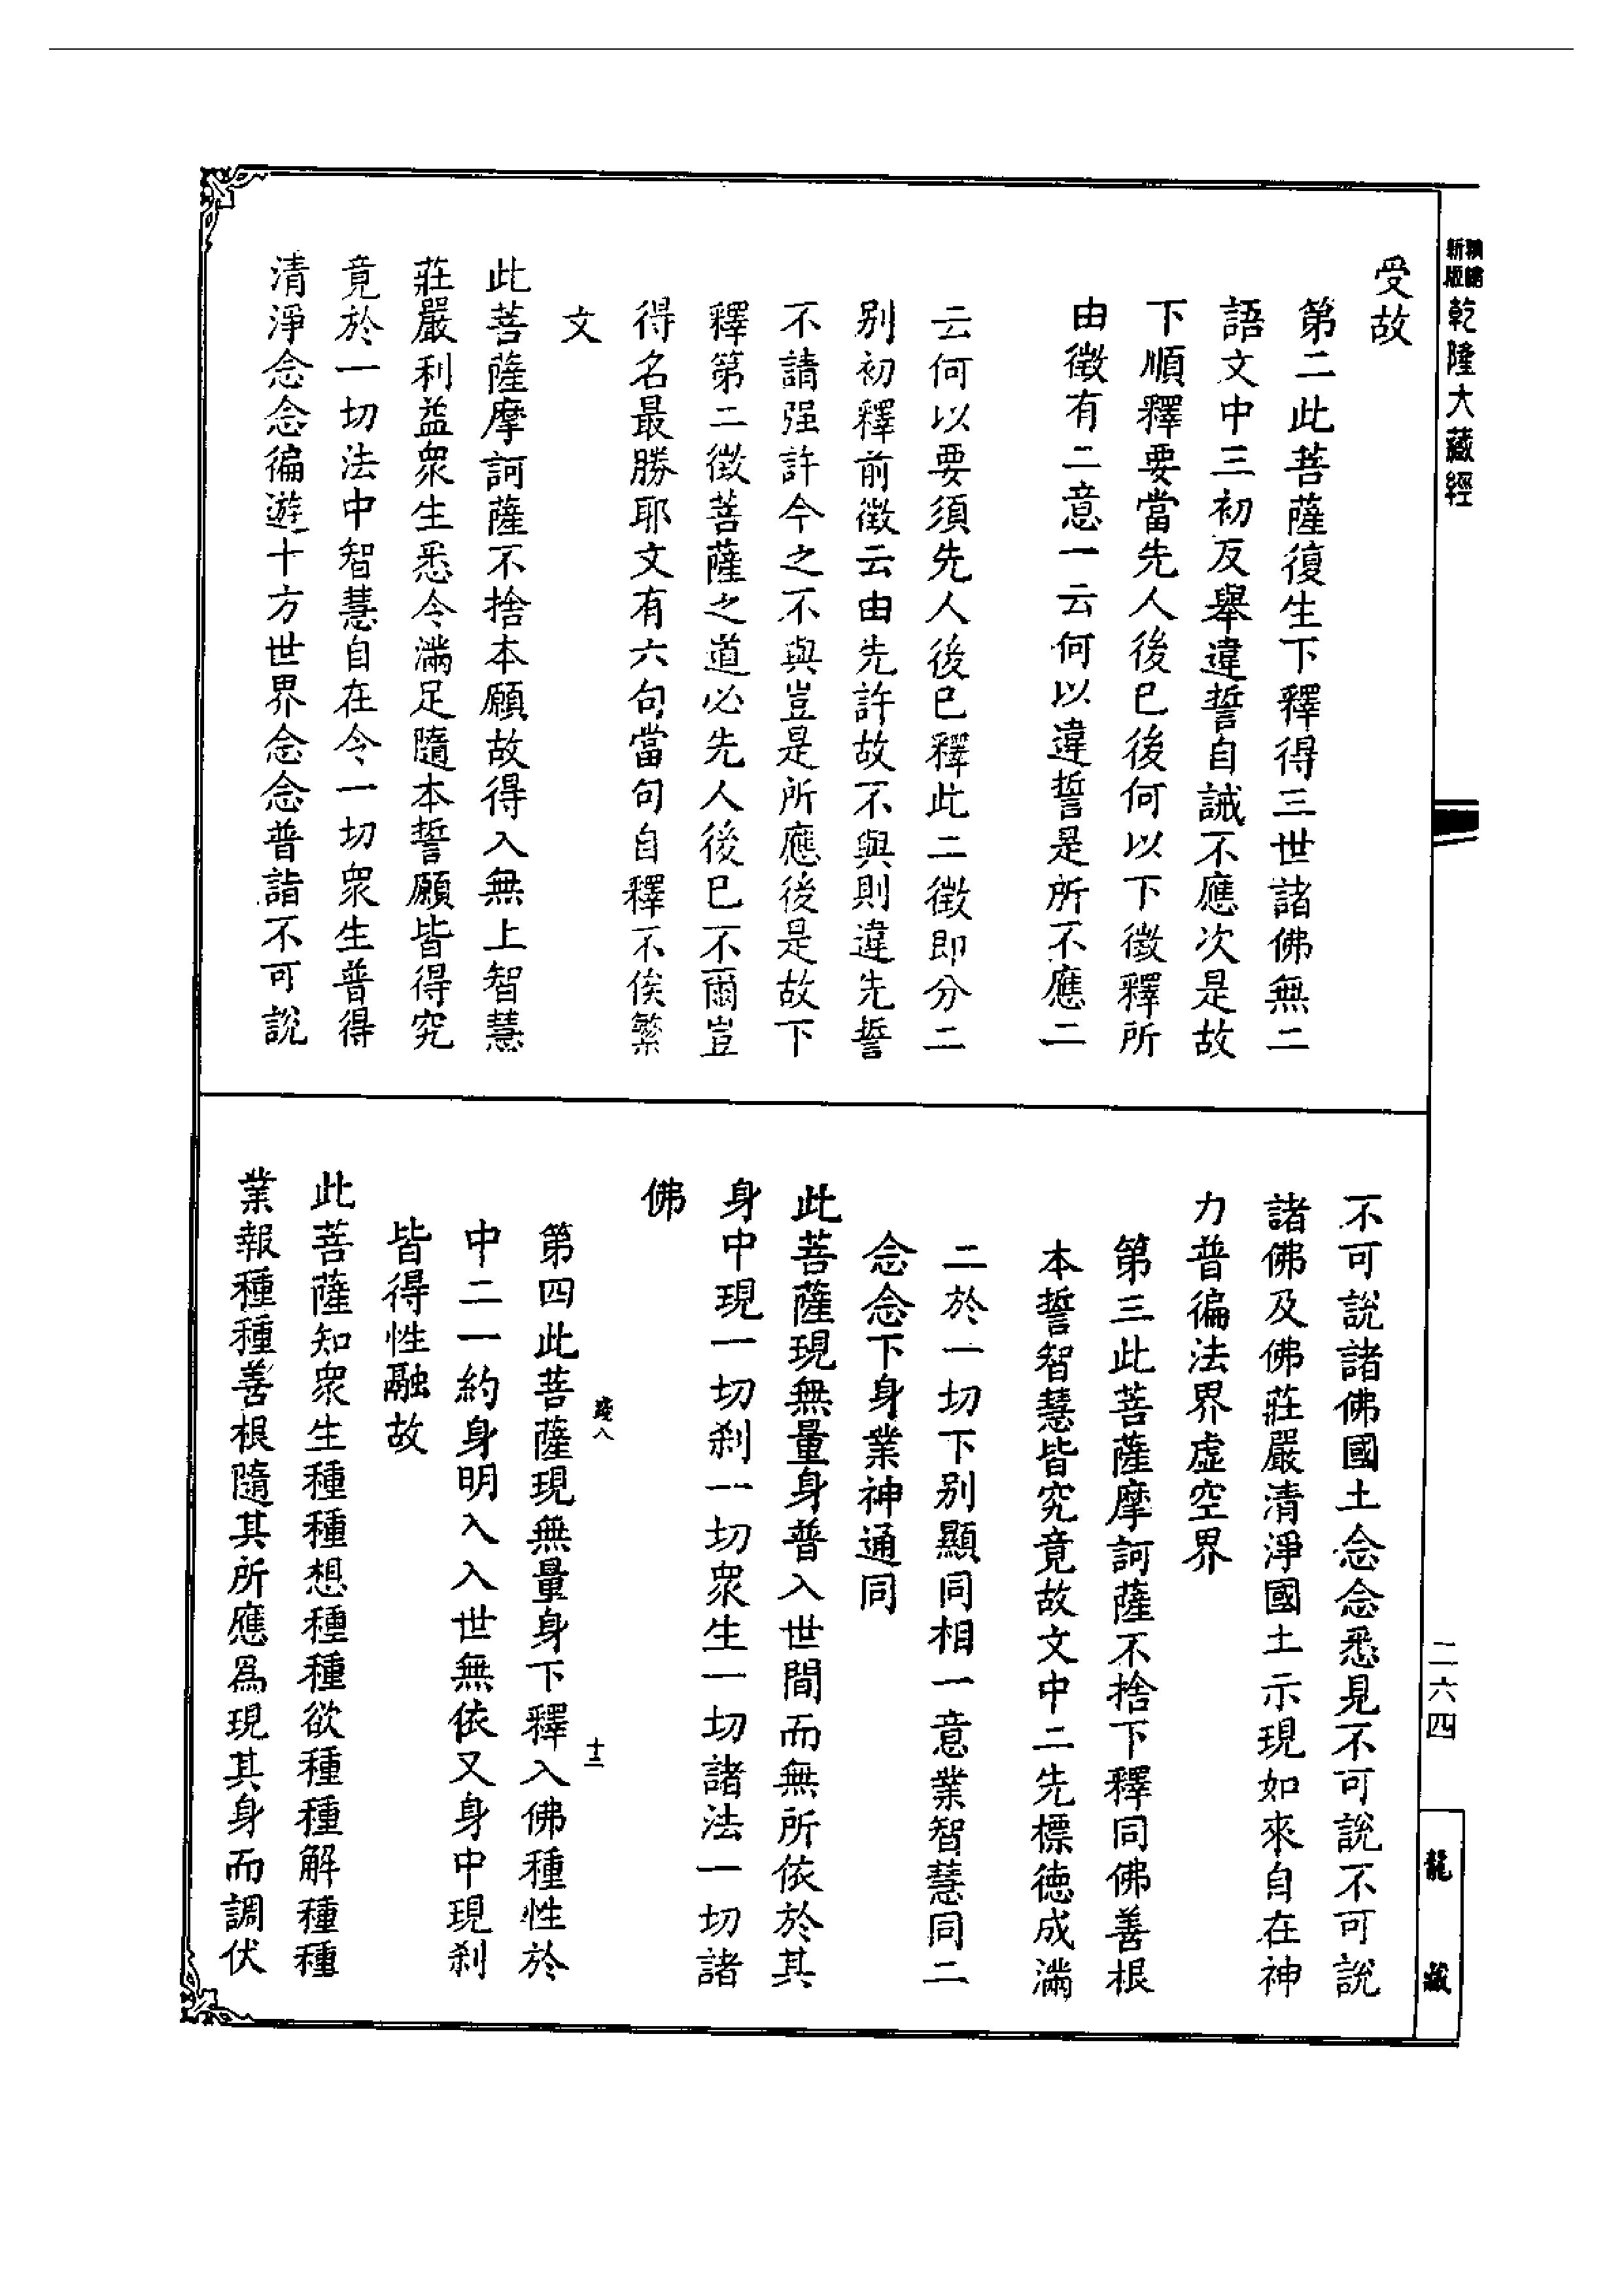 新版
精縮
乾隆大藏經
二六四
龍藏
受故
第二此菩薩復生下釋得三世諸佛無二
語文中三初反舉違誓自誡不應次是故
下順釋要當先人後已後何以下徵釋所
由徵有二意一云何以違誓是所不應二
云何以要須先人後已釋此二徵即分二
别初釋前徵云由先許故不與則違先誓
不請强許今之不與豈是所應後是故下
釋第二徵菩薩之道必先人後已不爾豈
得名最勝耶文有六句當句自釋不俟繁
文
此菩薩摩訶薩不捨本願故得入無上智慧
莊嚴利益眾生悉令滿足隨本誓願皆得究
竟於一切法中智慧自在令一切眾生普得
清淨念念徧遊十方世界念念普詣不可說
不可說諸佛國土念念悉見不可說不可說
諸佛及佛莊嚴清淨國土示現如來自在神
力普徧法界虛空界
第三此菩薩摩訶薩不捨下釋同佛善根
本誓智慧皆究竟故文中二先標德成滿
二於一切下别顯同相一意業智慧同二
念念下身業神通同
此菩薩現無量身普入世間而無所依於其
身中現一切刹一切眾生一切諸法一切諸
佛
第四此菩薩現無量身下釋入佛種性於
中二一約身明入入世無依又身中現刹
皆得性融故
此菩薩知眾生種種想種種欲種種解種種
業報種種善根隨其所應為現其身而調伏
八
十三